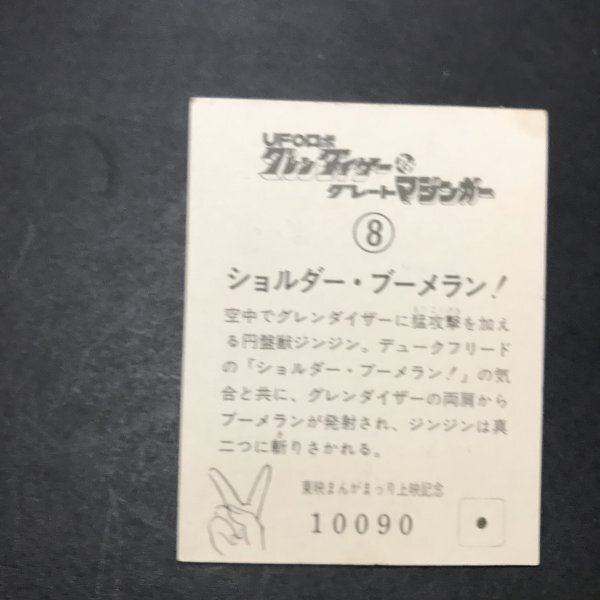 UFOロボ
グレンダイザー対
グレートマジンガー
8
ショルダー・ブーメラン!
空中でグレンダイザーに猛攻撃を加え
る円盤獣ジンジン。デュークフリード
の「ショルダー・ブーメラン!」の気
合と共に、グレンダイザーの両肩から
ブーメランが発射され、ジンジンは真
二つに斬りさかれる。
東映まんがまつり上映記念
10090